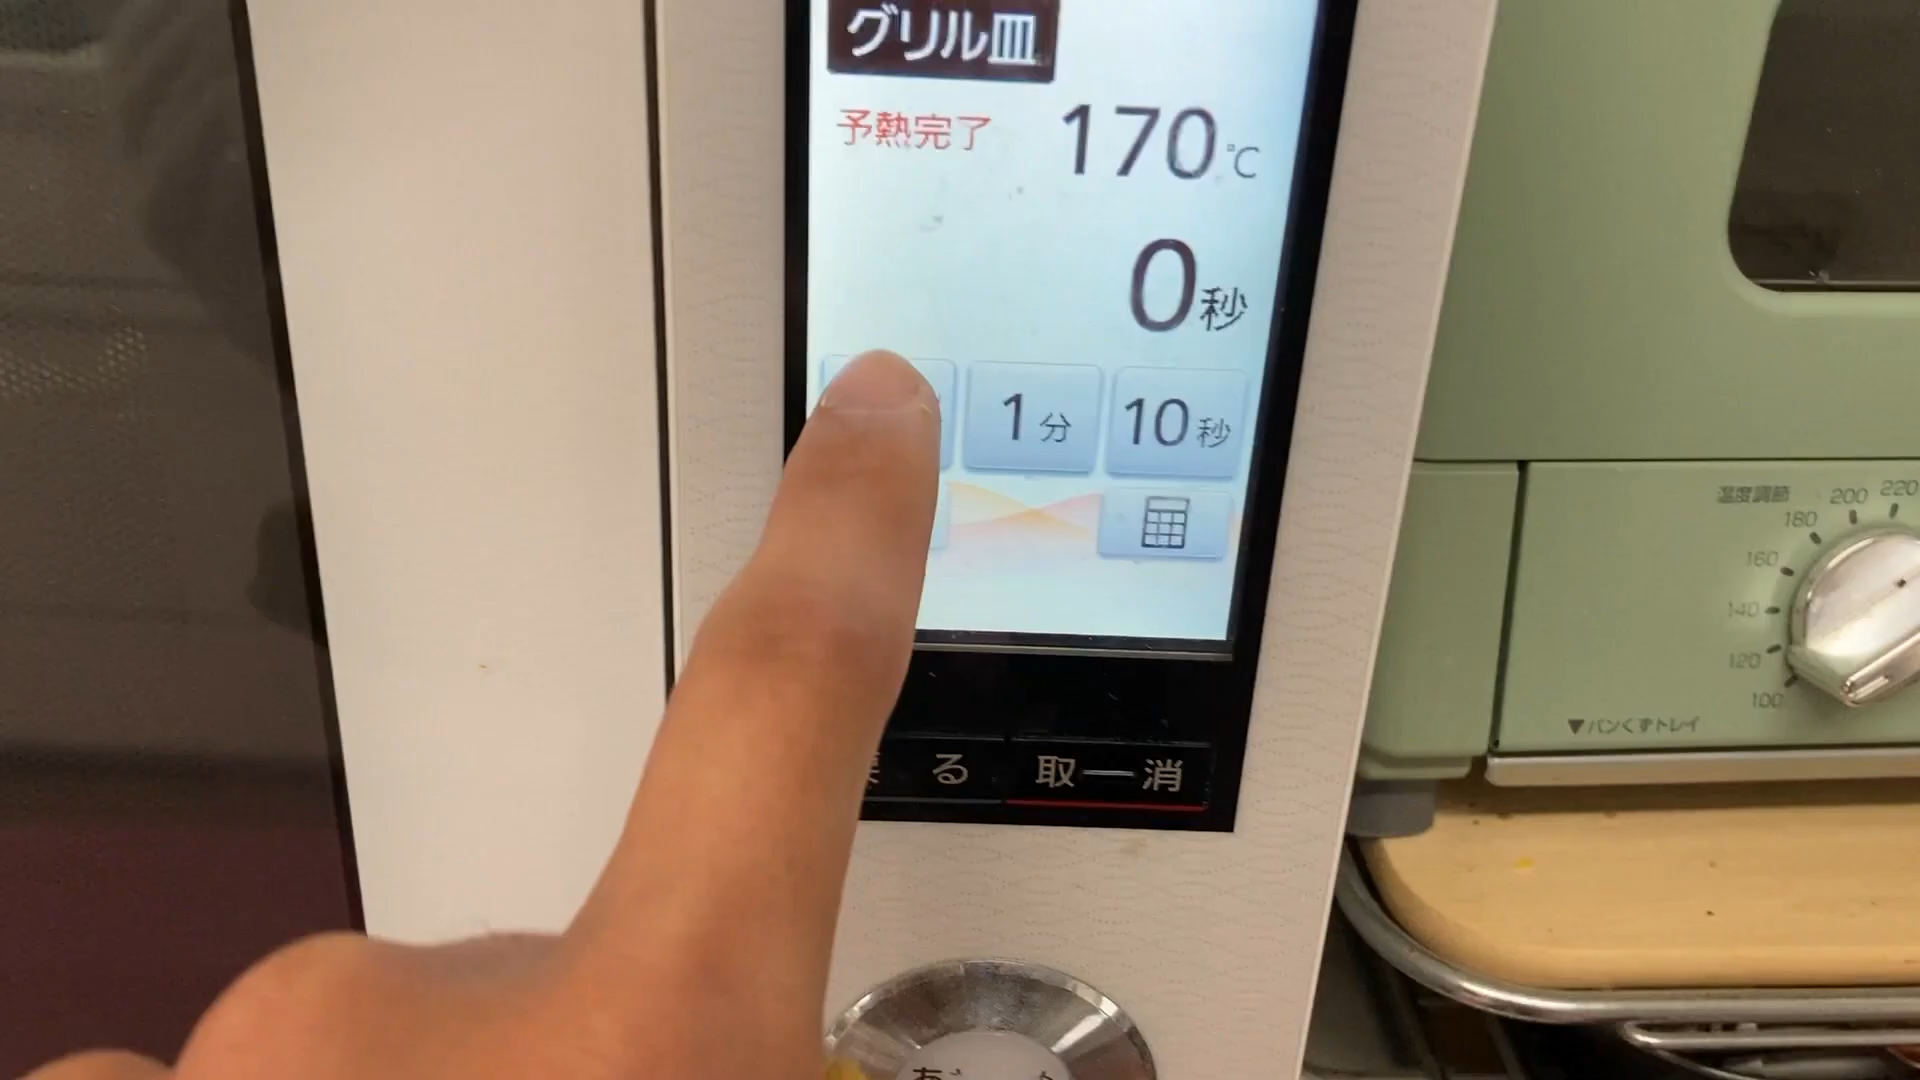 グリル皿
予熱完了 170℃
0秒
1分 10秒
る 取消
温度調節
100 120 140 160 180 200 220
▼パンくずトレイ